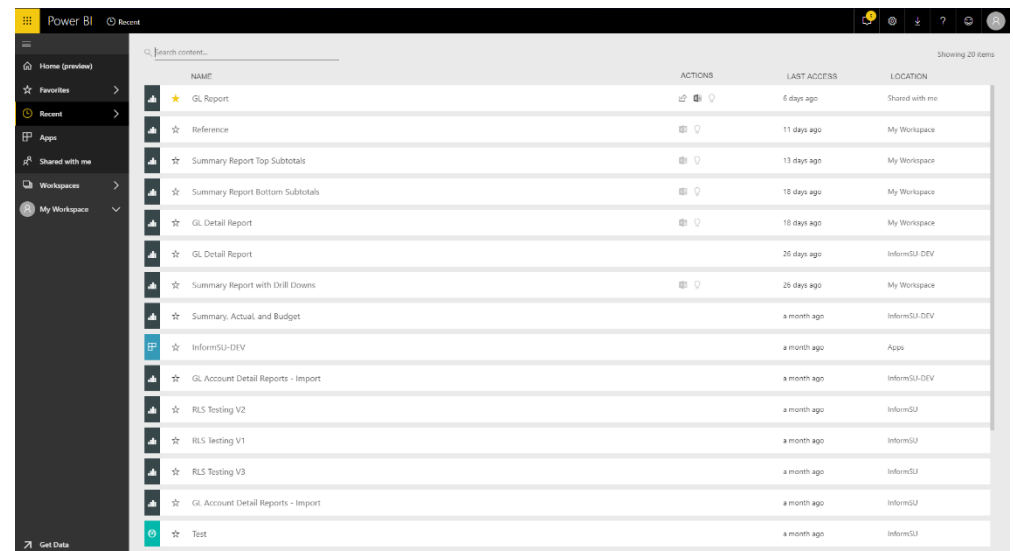 Power BI Recent
Search content...
Showing 20 items
Home (preview)
Favorites
Recent
Apps
Shared with me
Workspaces
My Workspace
Get Data
NAME ACTIONS LAST ACCESS LOCATION
GL Report 6 days ago Shared with me
Reference 11 days ago My Workspace
Summary Report Top Subtotals 13 days ago My Workspace
Summary Report Bottom Subtotals 18 days ago My Workspace
GL Detail Report 18 days ago My Workspace
GL Detail Report 26 days ago InformSU-DEV
Summary Report with Drill Downs 26 days ago My Workspace
Summary, Actual, and Budget a month ago InformSU-DEV
InformSU-DEV a month ago Apps
GL Account Detail Reports - Import a month ago InformSU-DEV
RLS Testing V2 a month ago InformSU
RLS Testing V1 a month ago InformSU
RLS Testing V3 a month ago InformSU
GL Account Detail Reports - Import a month ago InformSU
Test a month ago InformSU